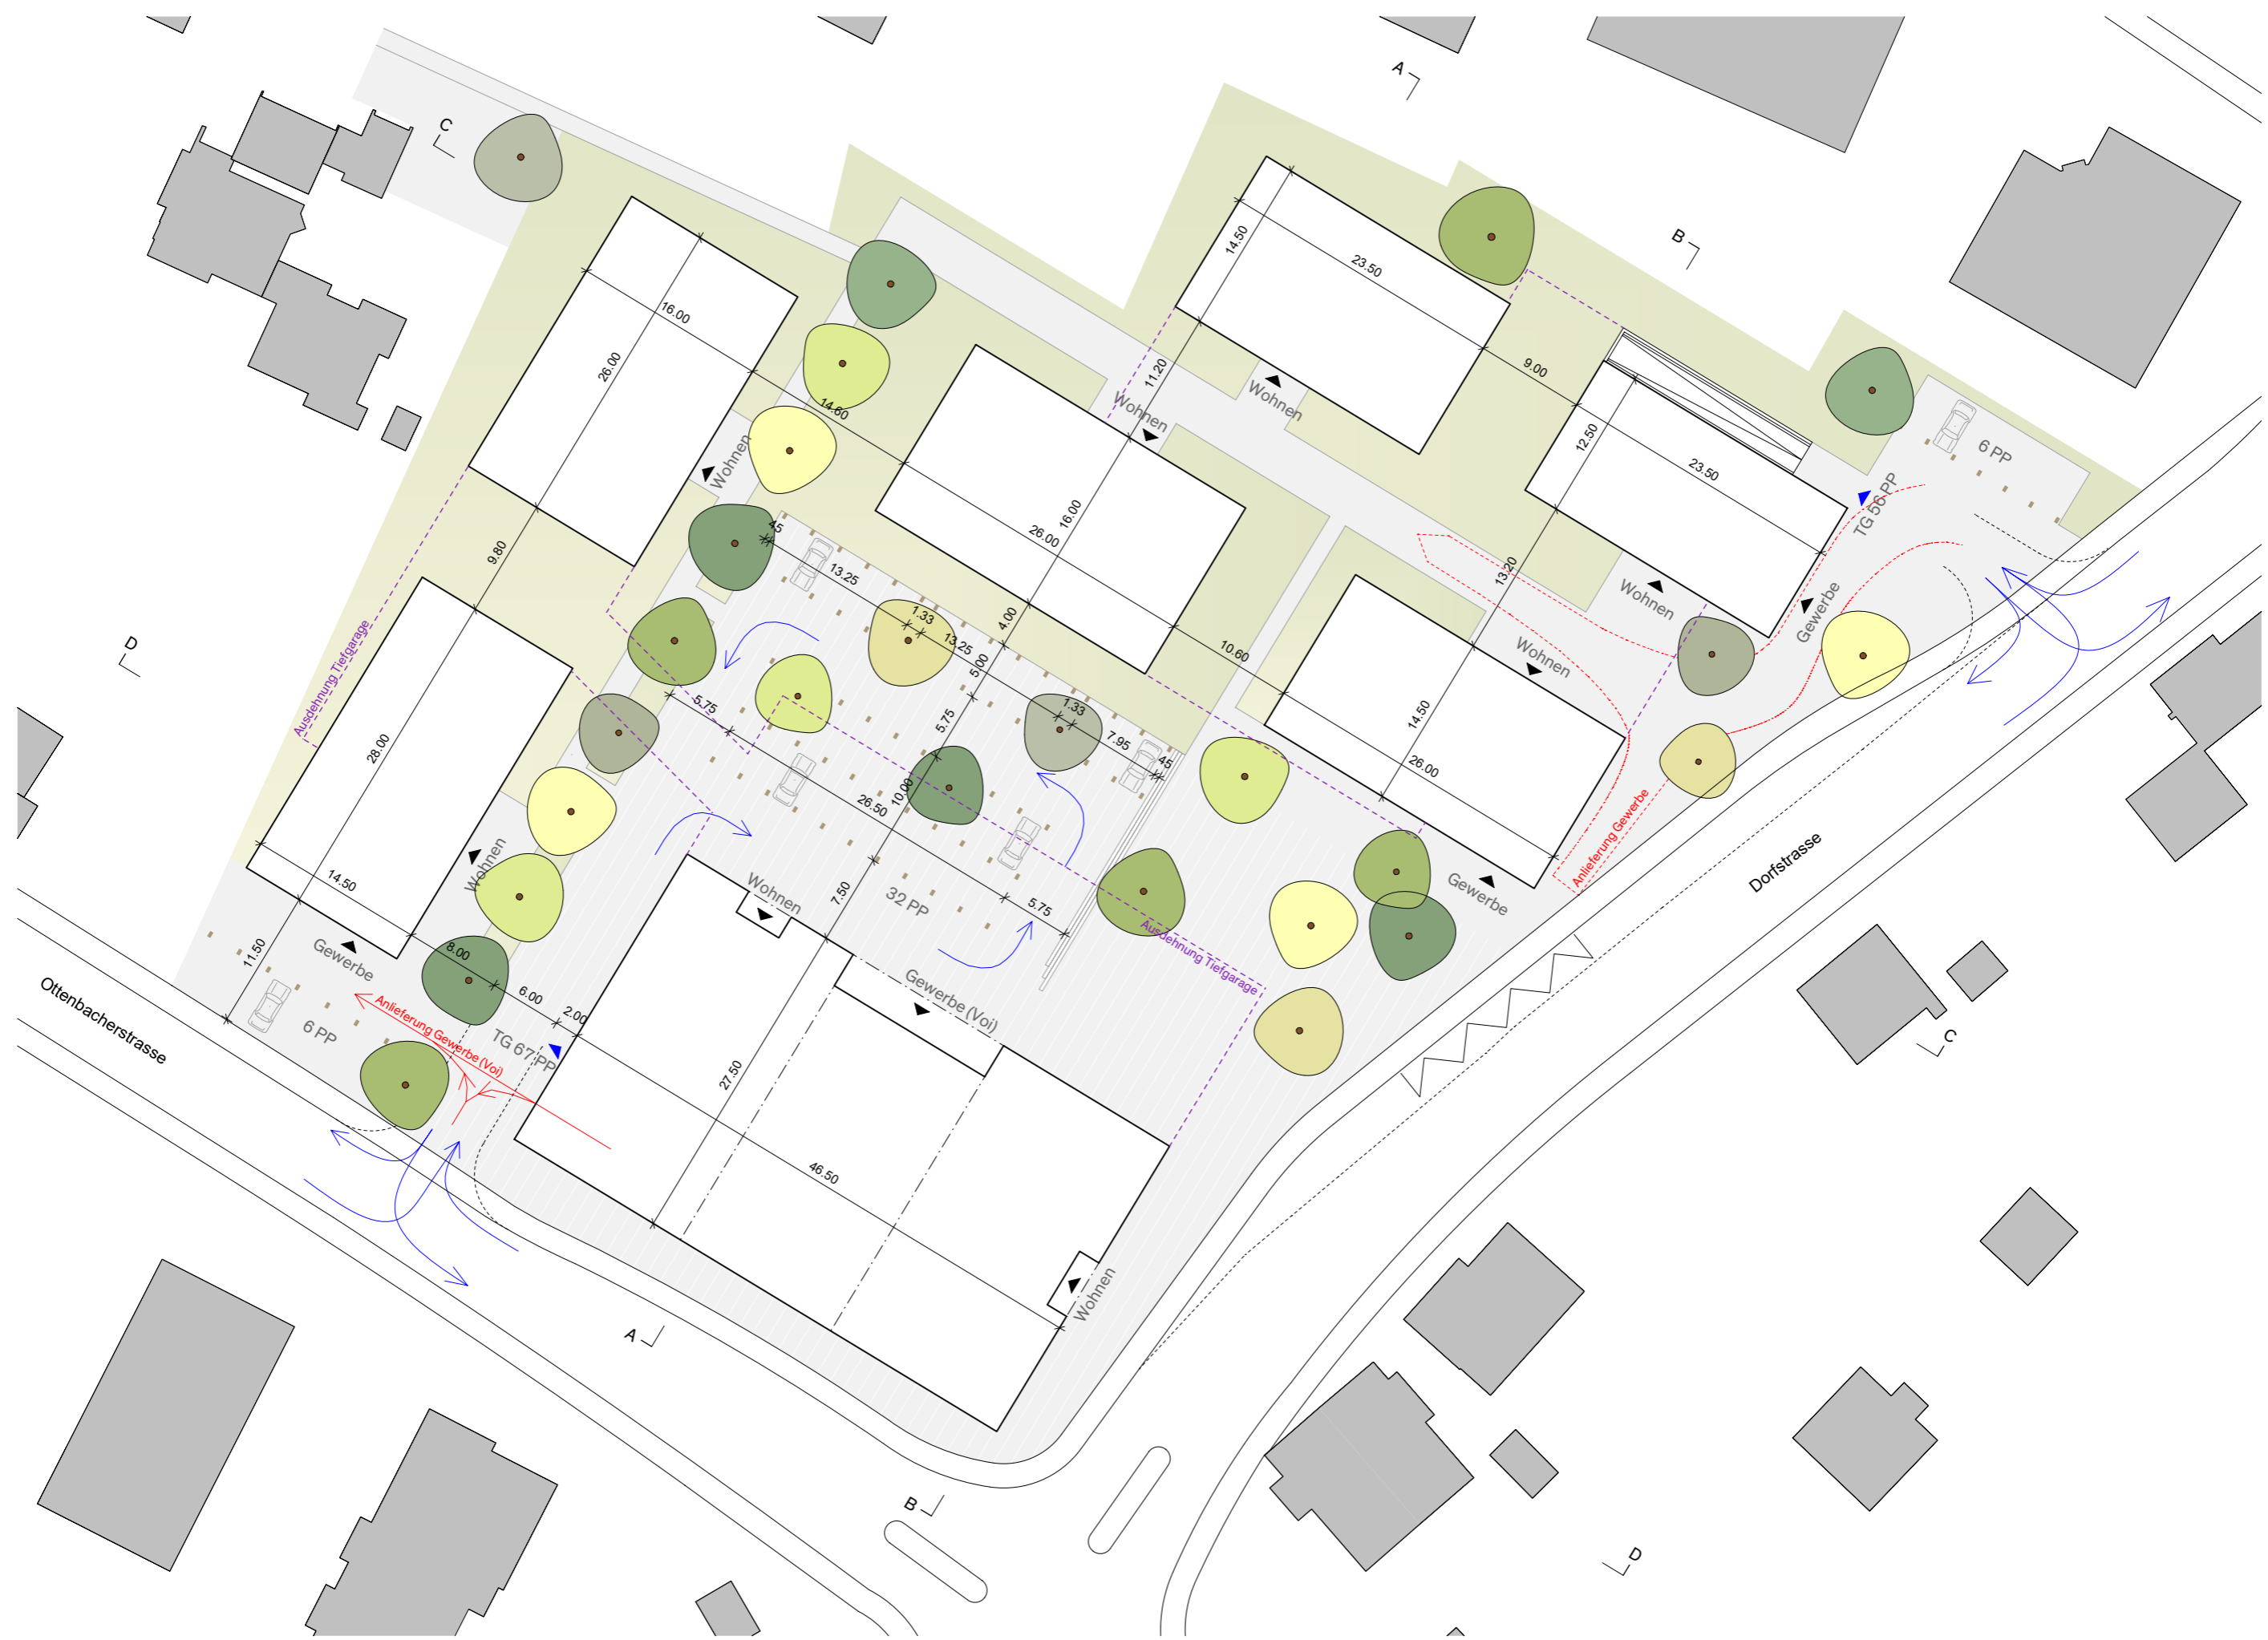 A
C
B
14.50
23.50
16.00
26.00
11.20
Wohnen
Wohnen
9.00
12.50
23.50
6 PP
TG 56 PP
14.60
Wohnen
26.00
16.00
45
13.25
1.33
13.25
4.00
5.00
9.80
13.20
Wohnen
Gewerbe
10.60
Wohnen
D
Ausdehnung Tiefgarage
5.75
5.75
1.33
7.95
45
14.50
26.00
28.00
26.50
10.00
Anlieferung Gewerbe
Dorfstrasse
14.50
Wohnen
Wohnen
7.50
32 PP
5.75
Gewerbe
Ausdehnung Tiefgarage
11.50
Gewerbe
8.00
6.00
2.00
Gewerbe (Voi)
Ottenbacherstrasse
6 PP
Anlieferung Gewerbe (Voi)
TG 67 PP
C
27.50
46.50
Wohnen
A
B
D